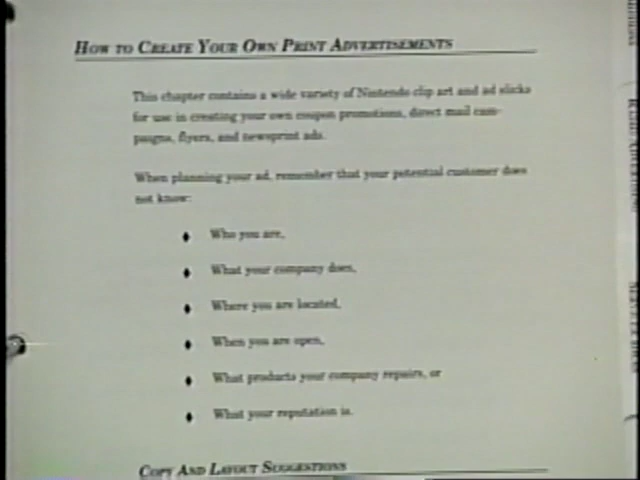 How to Create Your Own Print Advertisements
This chapter contains a wide variety of Nintendo clip art and ad slicks
for use in creating your own coupon promotions, direct mail cam-
paigns, flyers, and newsprint ads.
When planning your ad, remember that your potential customer does
not know:
♦ Who you are,
♦ What your company does,
♦ Where you are located,
♦ When you are open,
♦ What products your company repairs, or
♦ What your reputation is.
Copy And Layout Suggestions